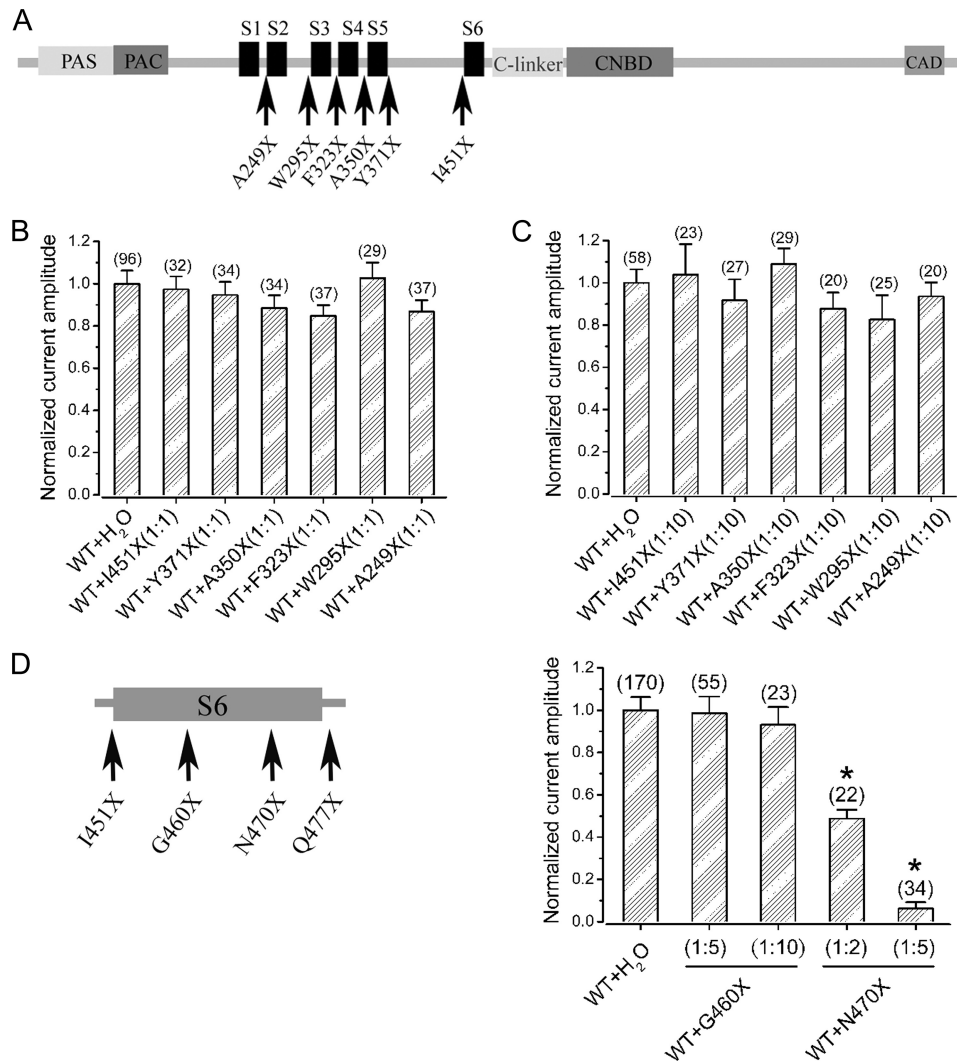 A
S1 S2 S3 S4 S5 S6
PAS PAC C-linker CNBD CAD
A249X W295X F323X A350X Y371X I451X
B
Normalized current amplitude
1.2
1.0
0.8
0.6
0.4
0.2
0.0
(96) (32) (34) (34) (37) (29) (37)
WT+H2O
WT+I451X(1:1)
WT+Y371X(1:1)
WT+A350X(1:1)
WT+F323X(1:1)
WT+W295X(1:1)
WT+A249X(1:1)
C
Normalized current amplitude
1.2
1.0
0.8
0.6
0.4
0.2
0.0
(58) (23) (27) (29) (20) (25) (20)
WT+H2O
WT+I451X(1:10)
WT+Y371X(1:10)
WT+A350X(1:10)
WT+F323X(1:10)
WT+W295X(1:10)
WT+A249X(1:10)
D
S6
I451X G460X N470X Q477X
Normalized current amplitude
1.2
1.0
0.8
0.6
0.4
0.2
0.0
(170) (55) (23) * (22) * (34)
WT+H2O
(1:5) (1:10) (1:2) (1:5)
WT+G460X
WT+N470X